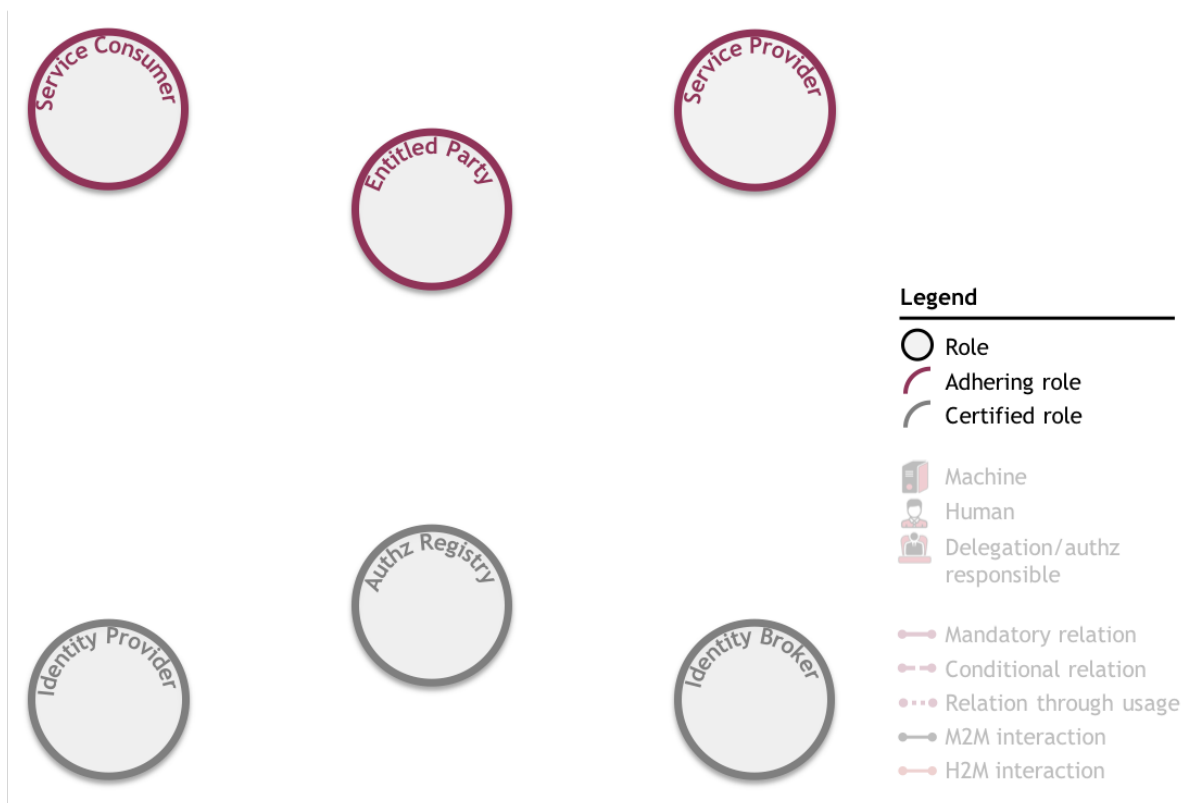 Service Consumer
Service Provider
Entitled Party
Legend
Role
Adhering role
Certified role
Machine
Human
Delegation/authz
responsible
Authz Registry
Identity Provider
Identity Broker
Mandatory relation
Conditional relation
Relation through usage
M2M interaction
H2M interaction